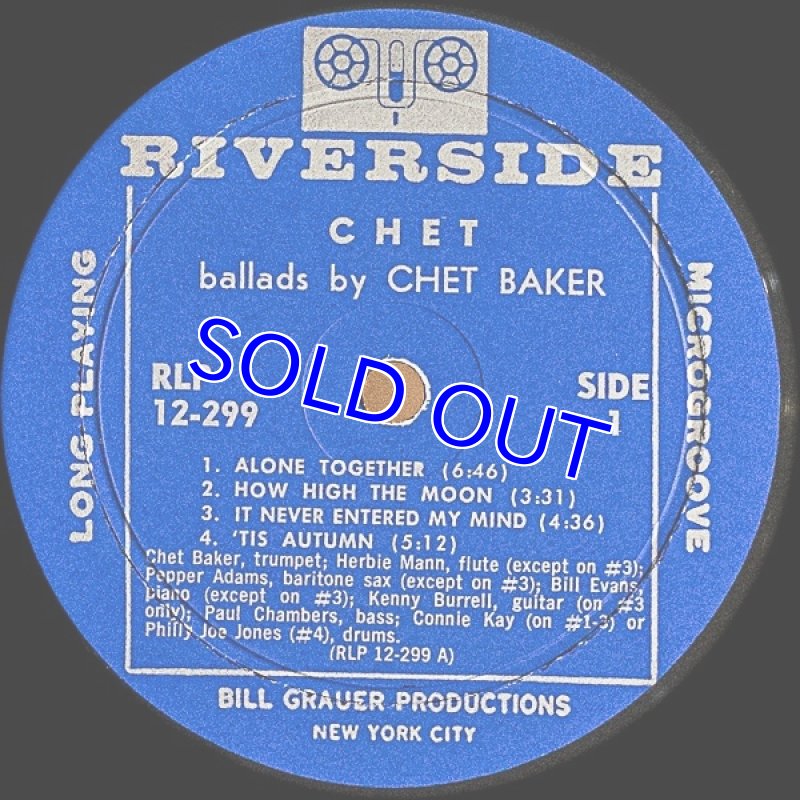 RIVERSIDE
CHET
ballads by CHET BAKER
LONG PLAYING
MICROGROOVE
RLP
12-299
SIDE
1
SOLD OUT
1. ALONE TOGETHER (6:46)
2. HOW HIGH THE MOON (3:31)
3. IT NEVER ENTERED MY MIND (4:36)
4. 'TIS AUTUMN (5:12)
Chet Baker, trumpet; Herbie Mann, flute (except on #3);
Pepper Adams, baritone sax (except on #3); Bill Evans,
piano (except on #3); Kenny Burrell, guitar (on #3
only); Paul Chambers, bass; Connie Kay (on #1-3) or
Philly Joe Jones (#4), drums.
(RLP 12-299 A)
BILL GRAUER PRODUCTIONS
NEW YORK CITY